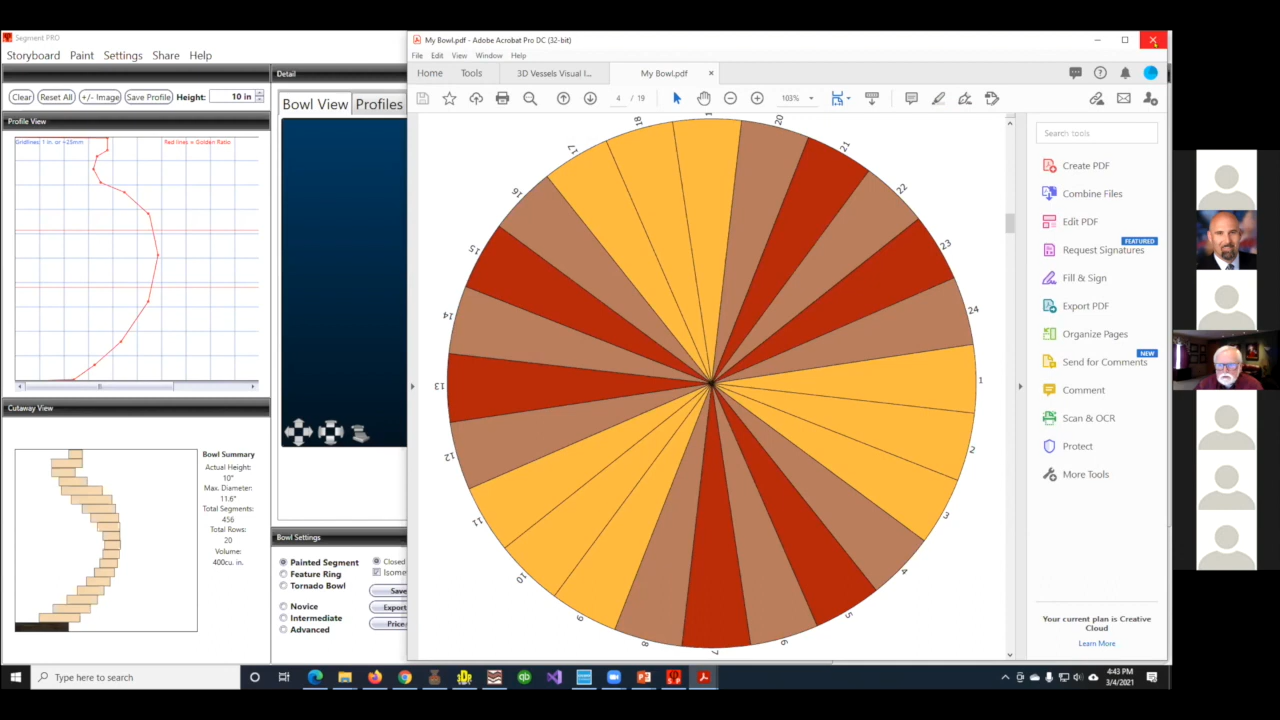 Segment PRO
Storyboard Paint Settings Share Help
Clear Reset All +/- Image Save Profile Height: 10 in
Profile View
Gridlines: 1 in. or ~25mm Red lines = Golden Ratio
Cutaway View
Bowl Summary
Actual Height:
10"
Max. Diameter:
11.6"
Total Segments:
456
Total Rows:
20
Volume:
400cu. in.
Detail
Bowl View Profiles
Bowl Settings
Painted Segment
Feature Ring
Tornado Bowl
Novice
Intermediate
Advanced
Closed
Isome
Save
Export
Price
My Bowl.pdf - Adobe Acrobat Pro DC (32-bit)
File Edit View Window Help
Home Tools 3D Vessels Visual I... My Bowl.pdf
4 / 19 103%
1
2
3
4
5
6
7
8
9
10
11
12
13
14
15
16
17
18
20
21
22
23
24
Search tools
Create PDF
Combine Files
Edit PDF
FEATURED
Request Signatures
Fill & Sign
Export PDF
Organize Pages
NEW
Send for Comments
Comment
Scan & OCR
Protect
More Tools
Your current plan is Creative
Cloud
Learn More
Type here to search
3DR
qb
4:43 PM
3/4/2021